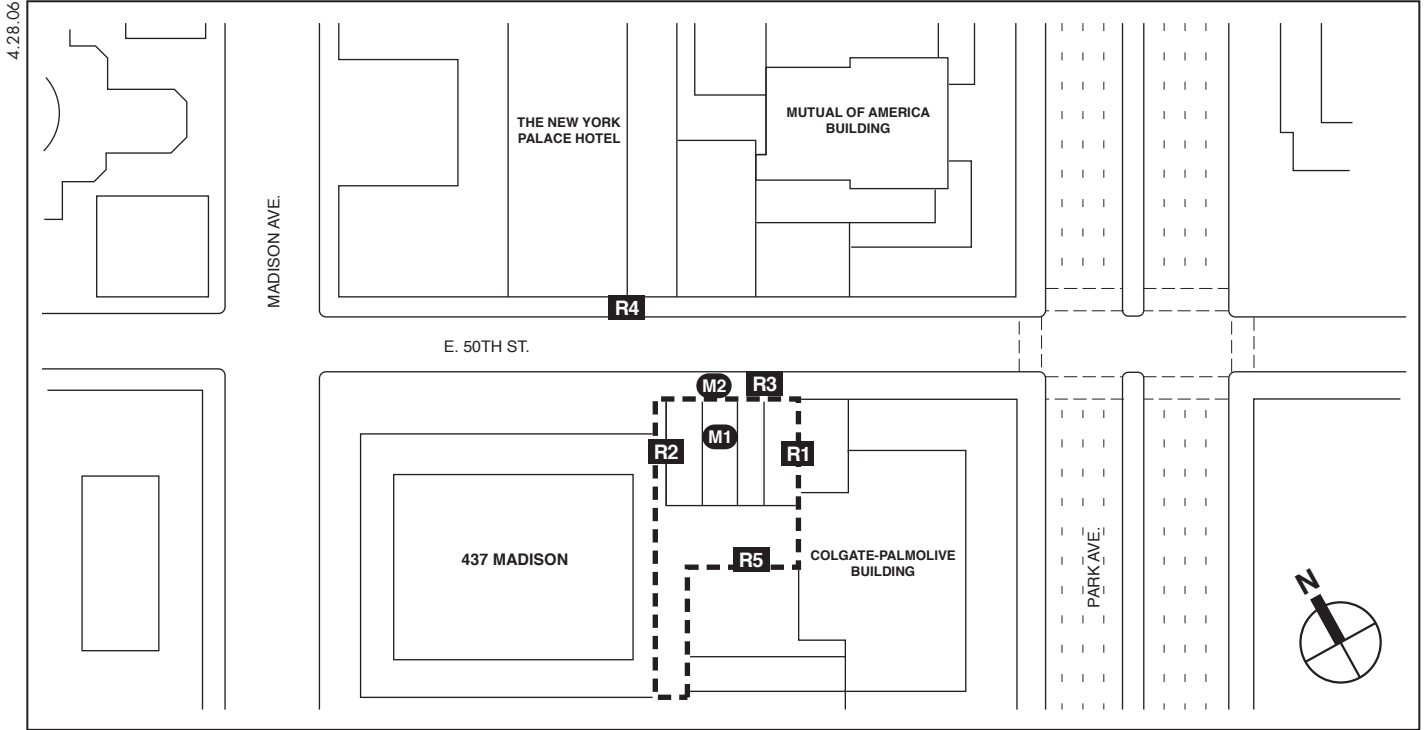 4.28.06
THE NEW YORK
PALACE HOTEL
MUTUAL OF AMERICA
BUILDING
MADISON AVE.
R4
E. 50TH ST.
M2
R3
M1
R2
R1
437 MADISON
R5
COLGATE-PALMOLIVE
BUILDING
PARK AVE.
N